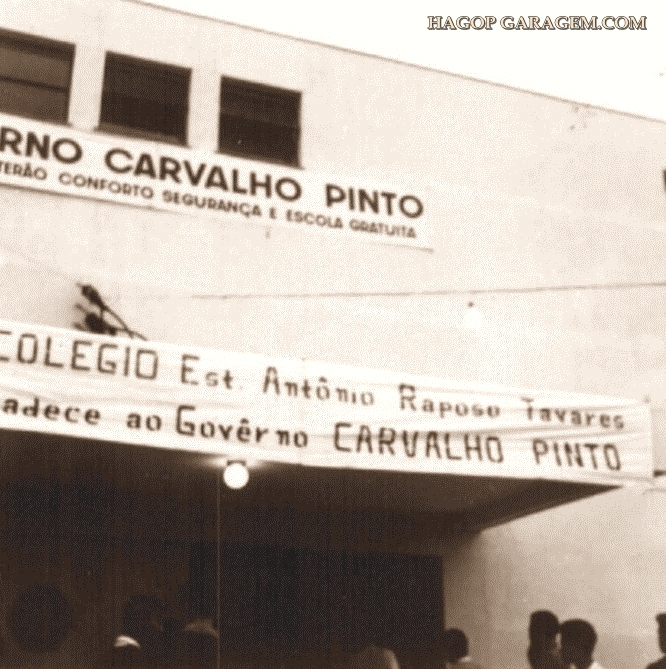 HAGOP GARAGEM.COM
RNO CARVALHO PINTO
TERÃO CONFORTO SEGURANÇA E ESCOLA GRATUITA
COLEGIO Est. Antônio Raposo Tavares
adece ao Govêrno CARVALHO PINTO